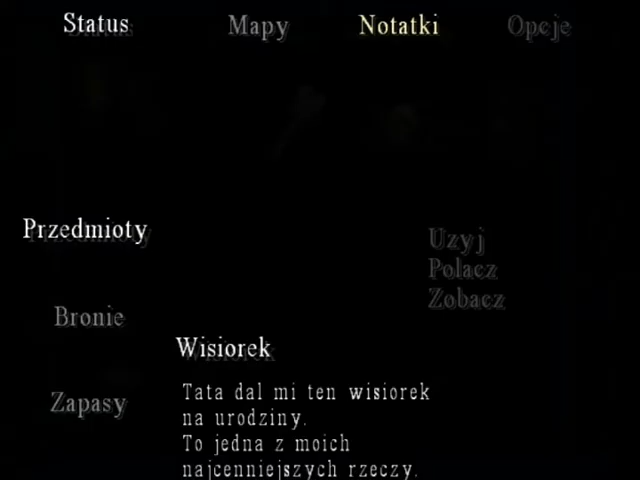 Status
Mapy
Notatki
Opcje
Przedmioty
Uzyj
Polacz
Zobacz
Bronie
Wisiorek
Zapasy
Tata dal mi ten wisiorek
na urodziny.
To jedna z moich
najcenniejszych rzeczy.